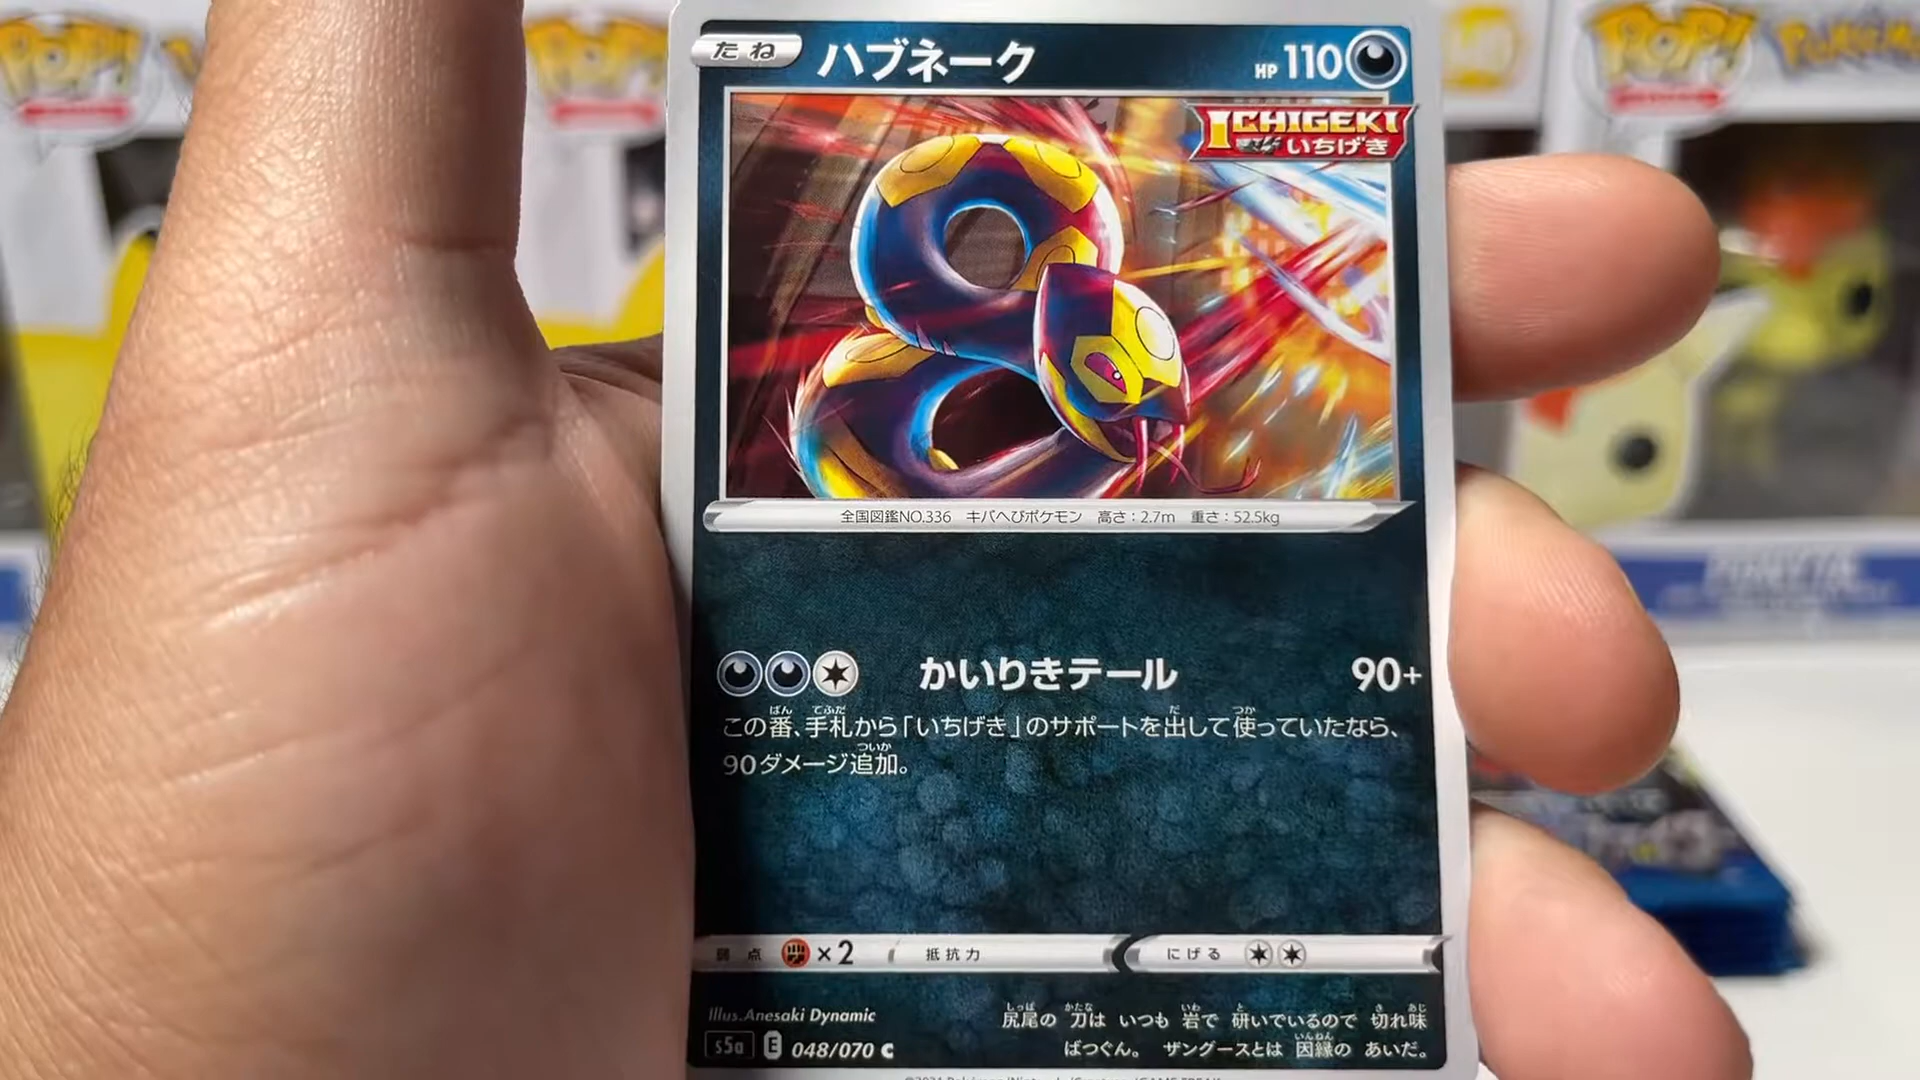 POP!
POP!
POP!
POKÉMON
たね ハブネーク HP 110
ICHIGEKI
いちげき
全国図鑑NO.336 キバへびポケモン 高さ:2.7m 重さ:52.5kg
かいりきテール 90+
この番、手札から「いちげき」のサポートを出して使っていたなら、
90ダメージ追加。
弱点 ×2 抵抗力 にげる
Illus.Anesaki Dynamic
尻尾の 刀は いつも 岩で 研いでいるので 切れ味
ばつぐん。 ザングースとは 因縁の あいだ。
s5a E 048/070 C